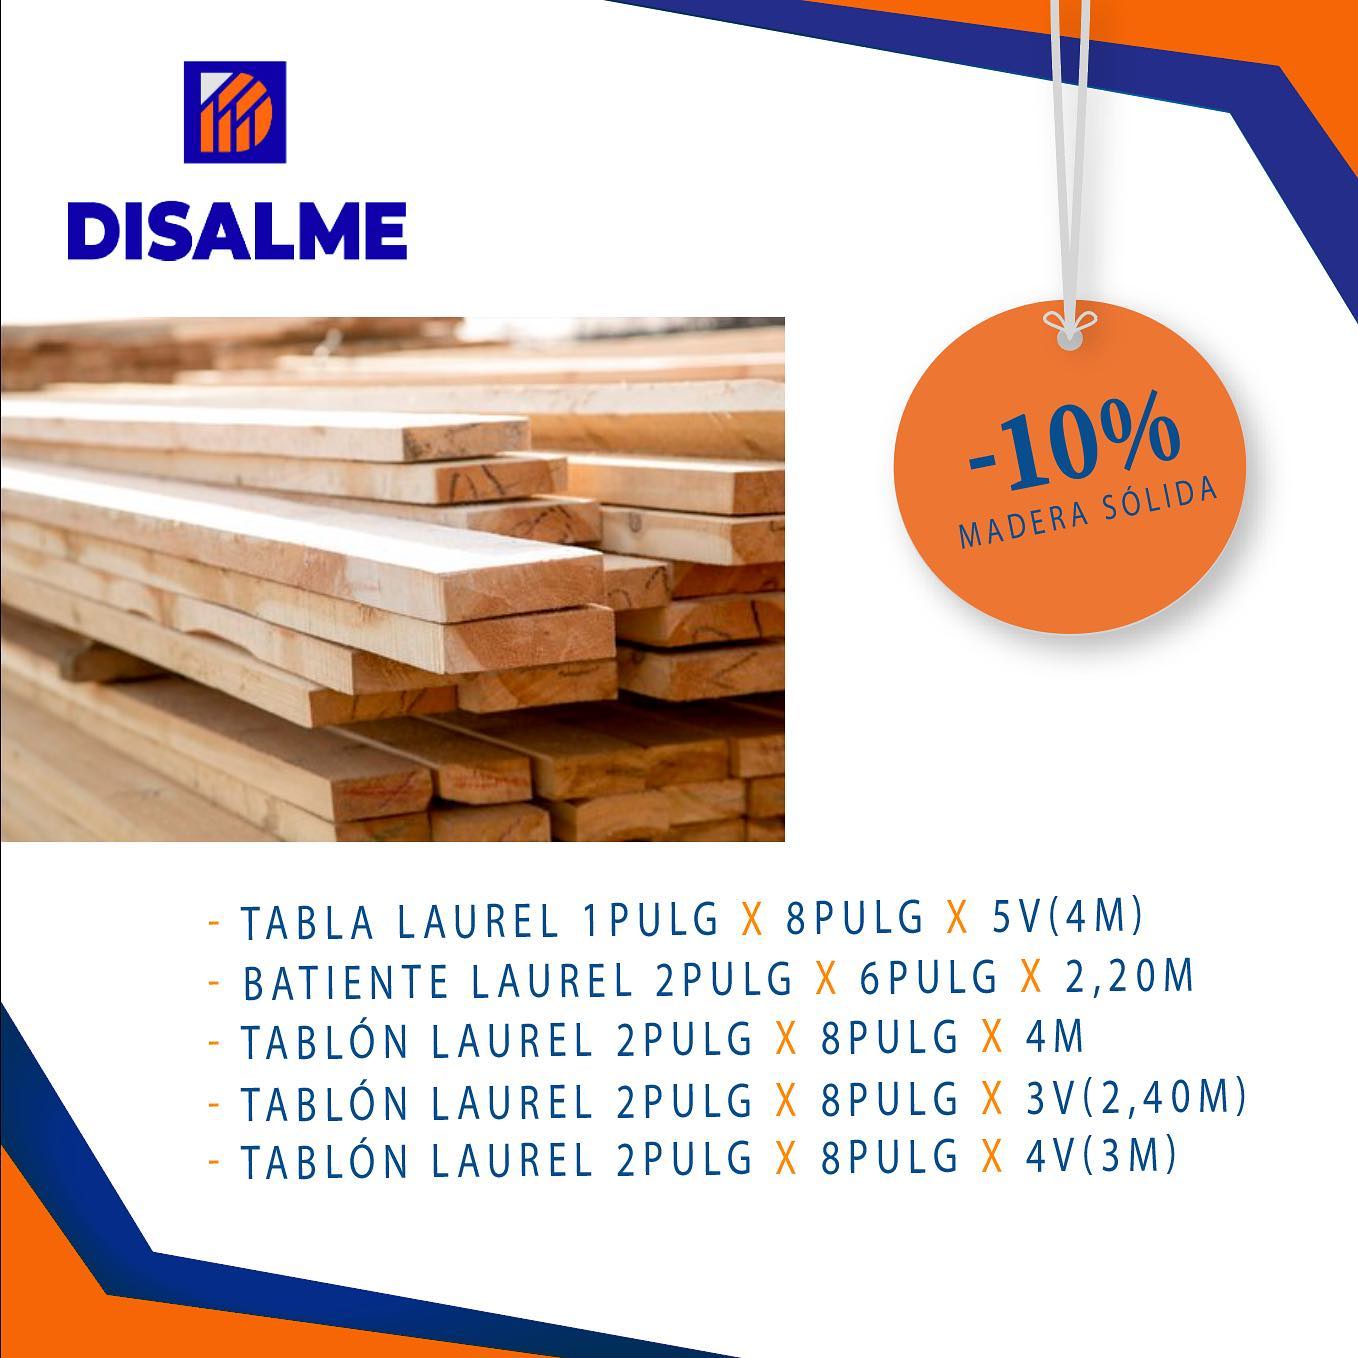 DISALME
-10%
MADERA SÓLIDA
- TABLA LAUREL 1PULG X 8PULG X 5V(4M)
- BATIENTE LAUREL 2PULG X 6PULG X 2,20M
- TABLÓN LAUREL 2PULG X 8PULG X 4M
- TABLÓN LAUREL 2PULG X 8PULG X 3V(2,40M)
- TABLÓN LAUREL 2PULG X 8PULG X 4V(3M)